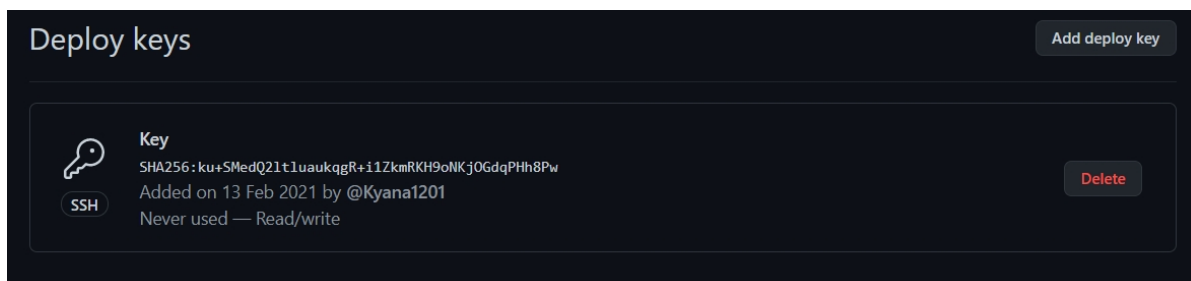 Deploy keys
Add deploy key
Key
SHA256:ku+SMedQ2ltluaukqgR+i1ZkmRKH9oNKjOGdqPHh8Pw
Added on 13 Feb 2021 by @Kyana1201
Never used — Read/write
SSH
Delete